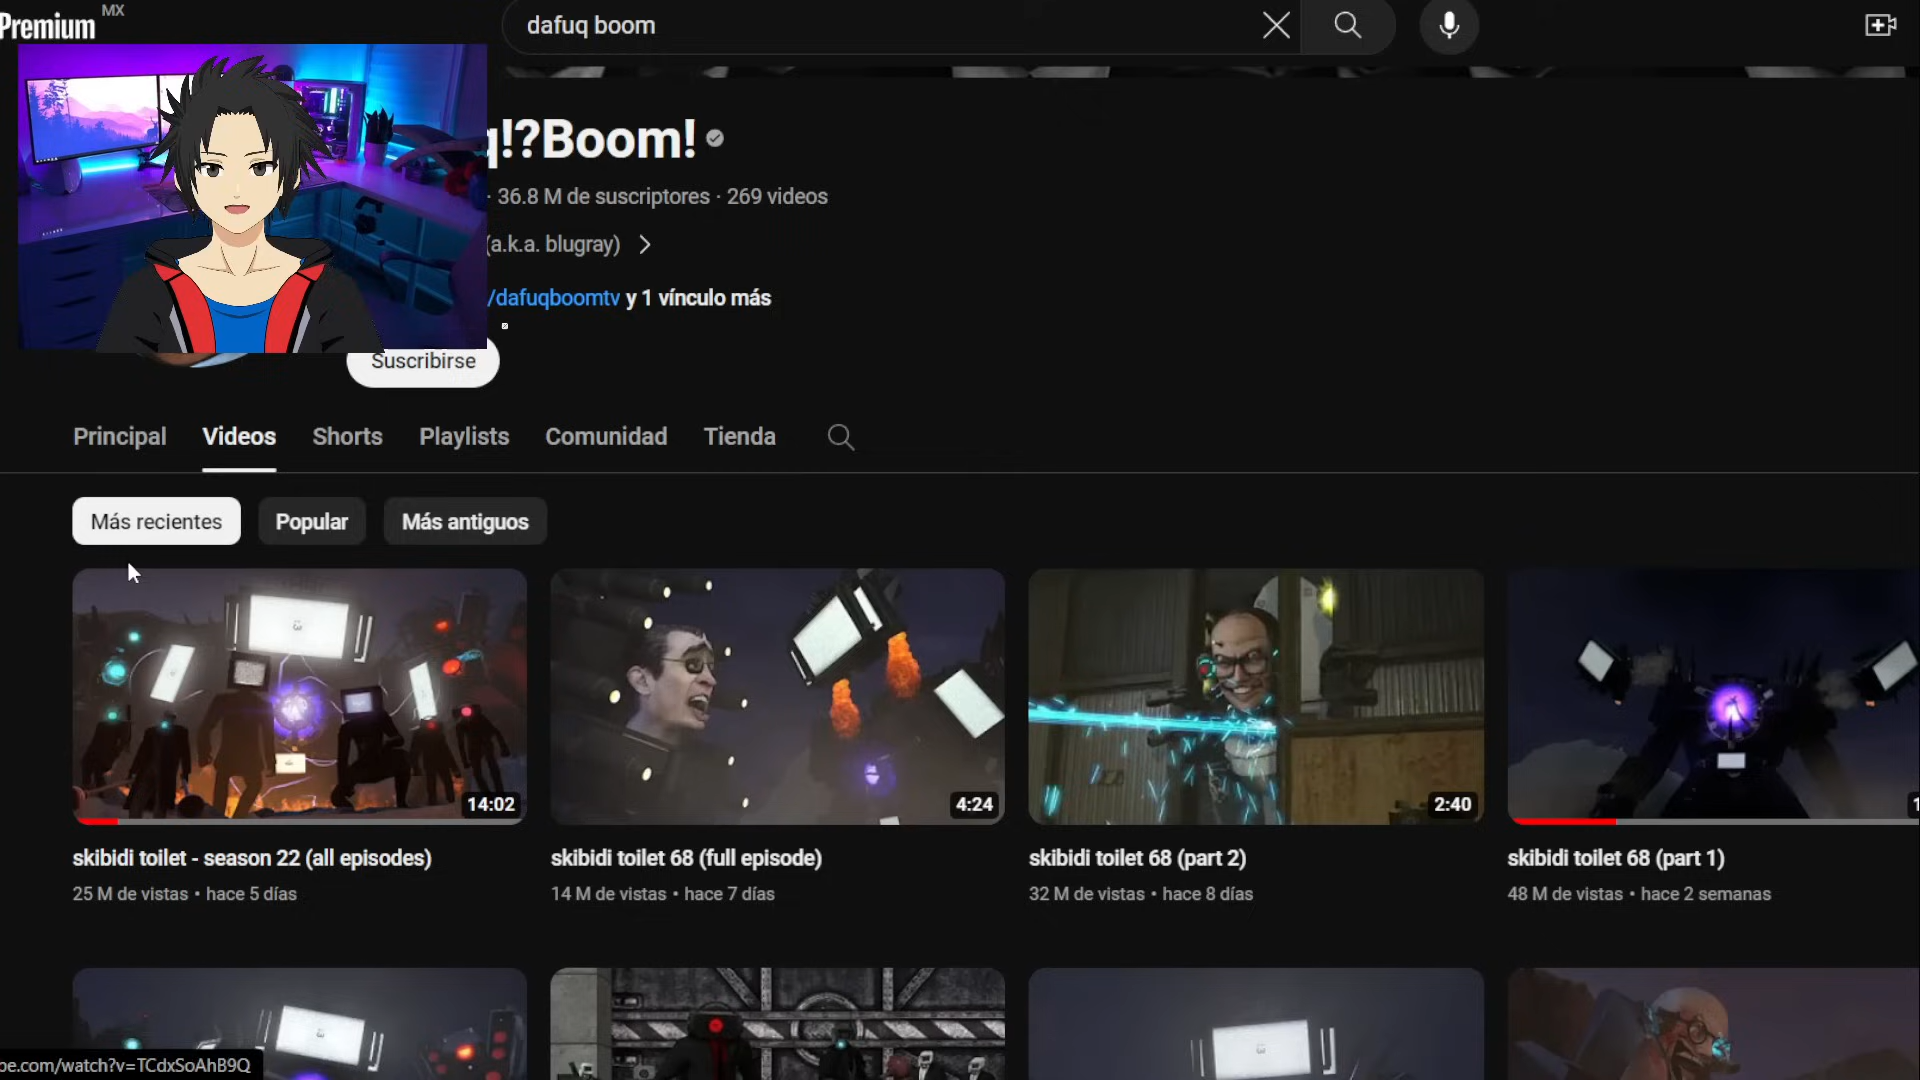 Premium MX
dafuq boom
q!?Boom!
· 36.8 M de suscriptores · 269 videos
(a.k.a. blugray)
/dafuqboomtv y 1 vínculo más
Suscribirse
Principal Videos Shorts Playlists Comunidad Tienda
Más recientes Popular Más antiguos
14:02 4:24 2:40 1
skibidi toilet - season 22 (all episodes) skibidi toilet 68 (full episode) skibidi toilet 68 (part 2) skibidi toilet 68 (part 1)
25 M de vistas • hace 5 días 14 M de vistas • hace 7 días 32 M de vistas • hace 8 días 48 M de vistas • hace 2 semanas
be.com/watch?v=TCdxSoAhB9Q